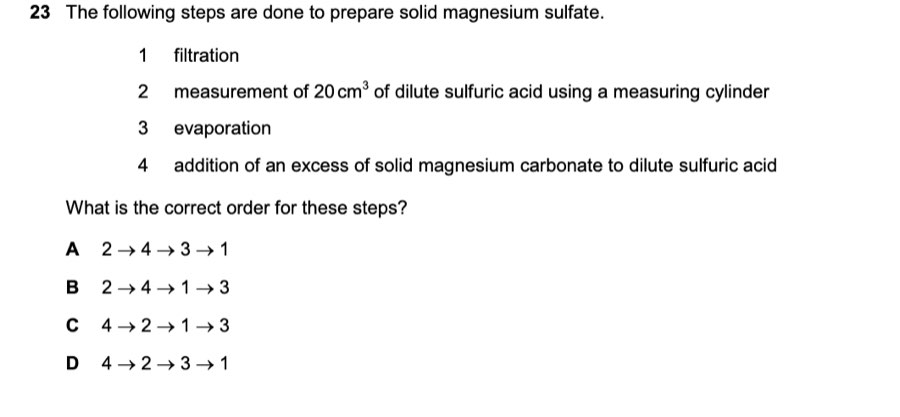 23 The following steps are done to prepare solid magnesium sulfate.
1 filtration
2 measurement of 20 cm³ of dilute sulfuric acid using a measuring cylinder
3 evaporation
4 addition of an excess of solid magnesium carbonate to dilute sulfuric acid
What is the correct order for these steps?
A 2 → 4 → 3 → 1
B 2 → 4 → 1 → 3
C 4 → 2 → 1 → 3
D 4 → 2 → 3 → 1